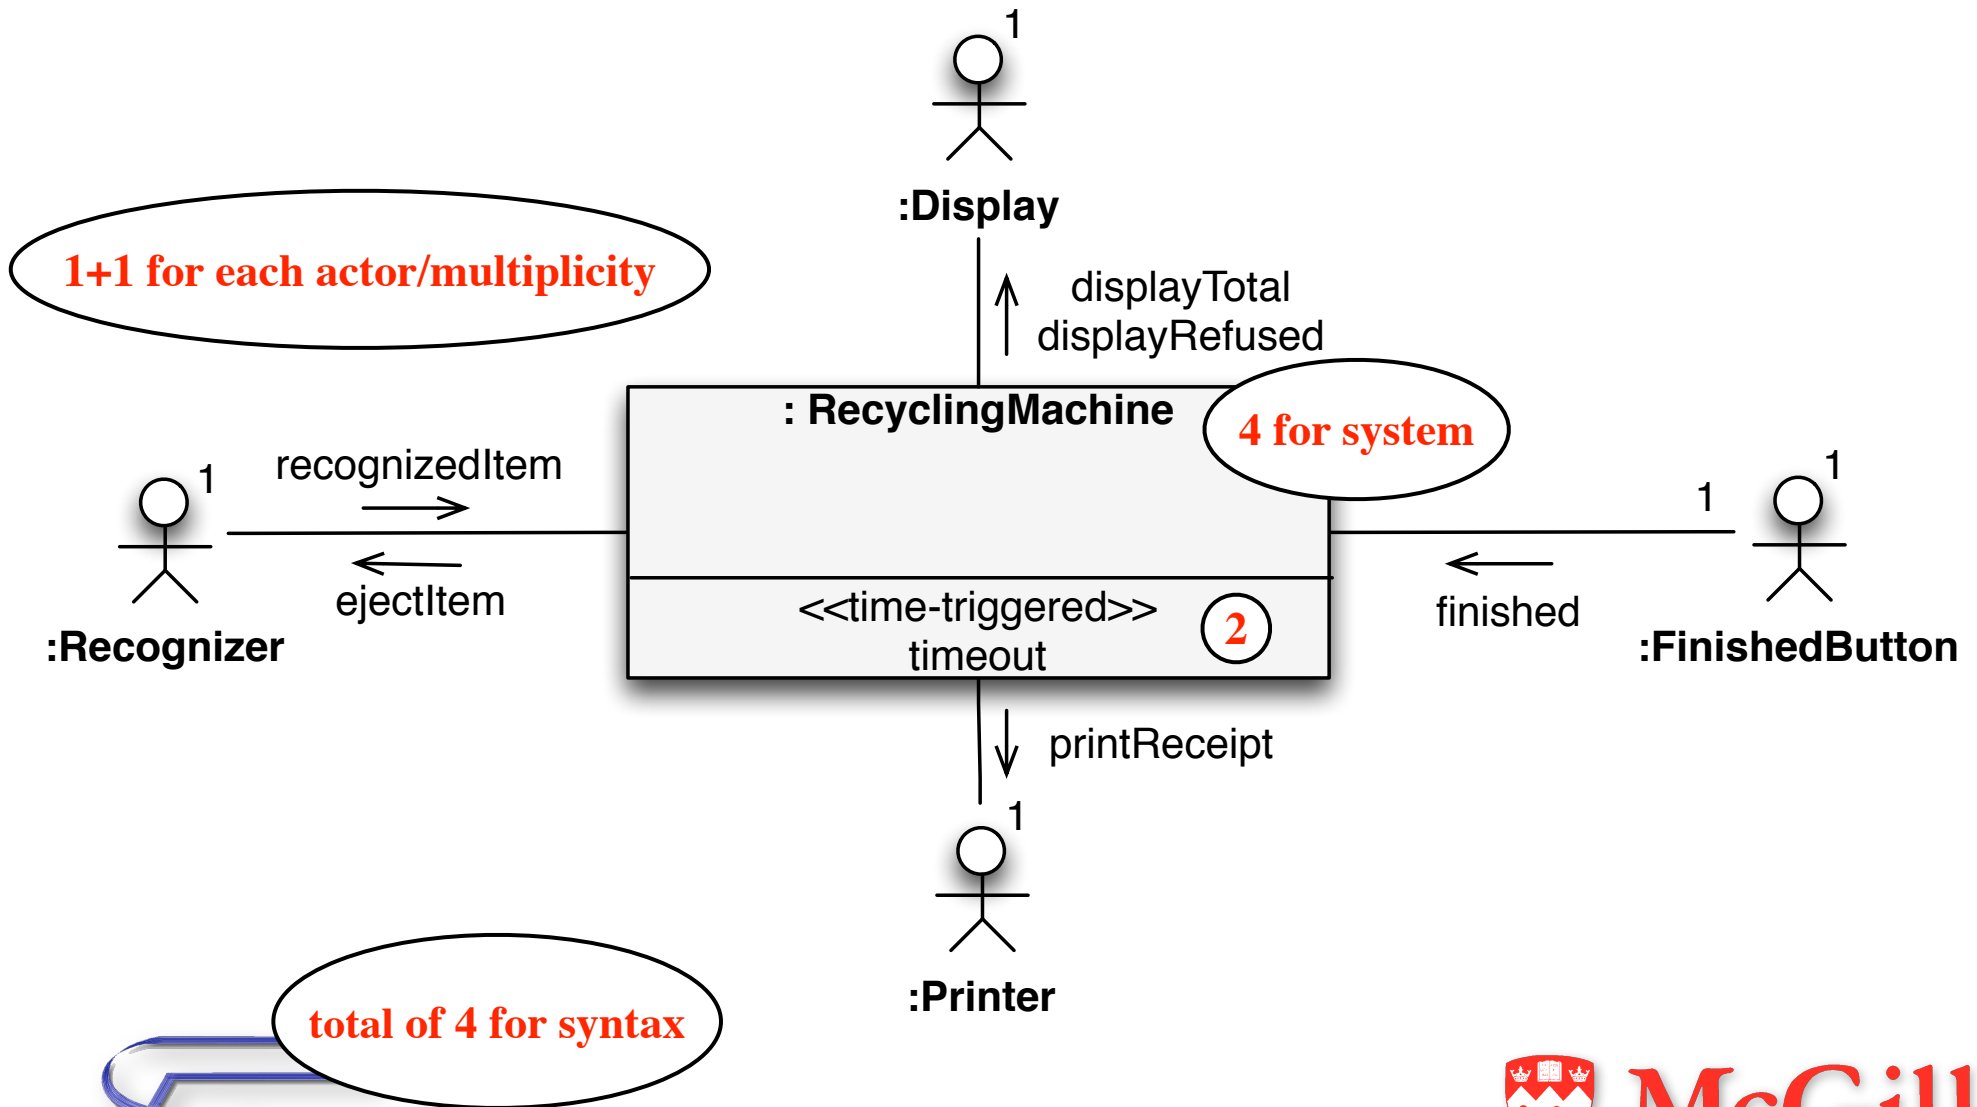 1
:Display
1+1 for each actor/multiplicity
displayTotal
displayRefused
: RecyclingMachine
4 for system
recognizedItem
1
1
1
ejectItem
<<time-triggered>>
timeout
2
finished
:Recognizer
:FinishedButton
printReceipt
1
:Printer
total of 4 for syntax
McGill